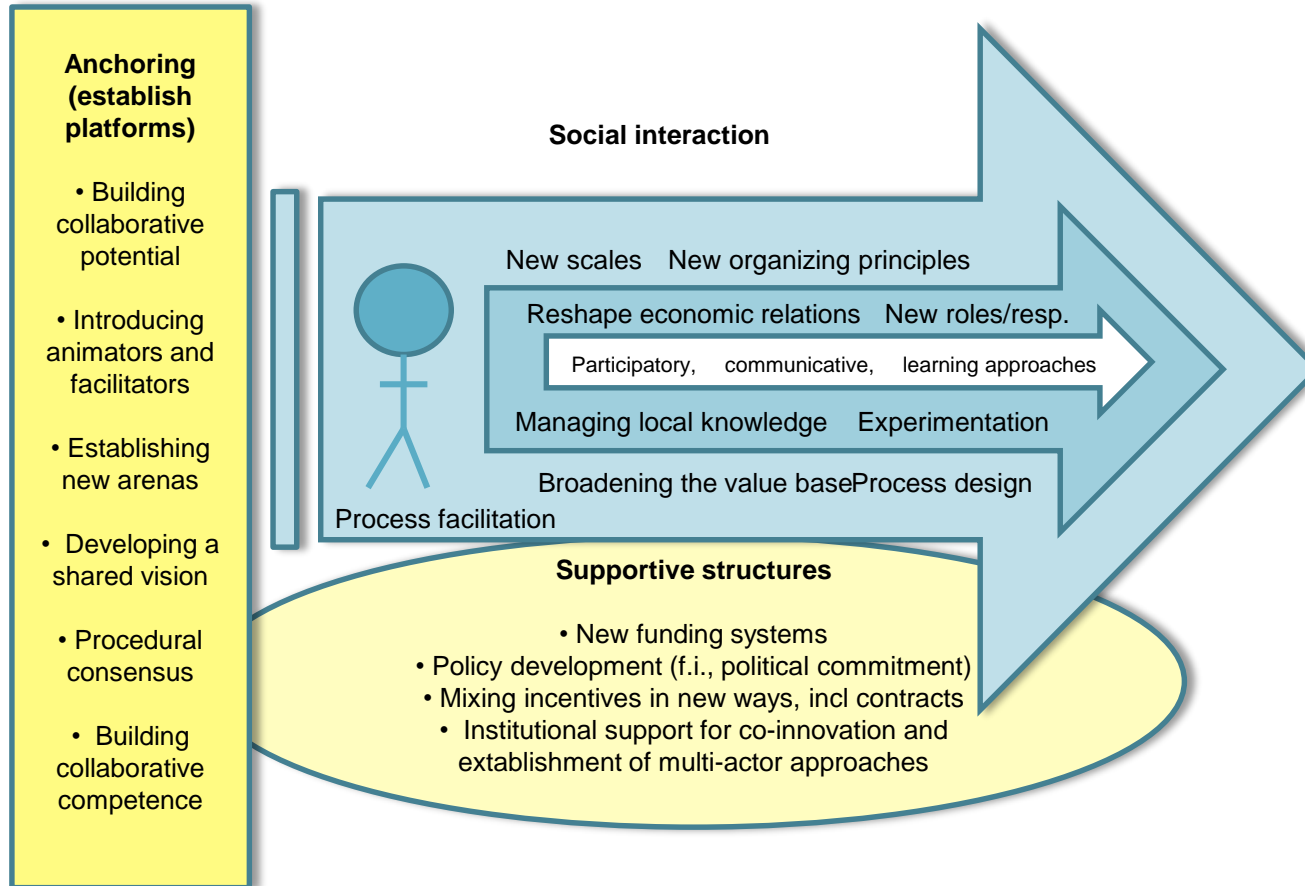 Anchoring
(establish
platforms)
• Building
collaborative
potential
• Introducing
animators and
facilitators
• Establishing
new arenas
• Developing a
shared vision
• Procedural
consensus
• Building
collaborative
competence
Social interaction
New scales New organizing principles
Reshape economic relations New roles/resp.
Participatory, communicative, learning approaches
Managing local knowledge Experimentation
Broadening the value baseProcess design
Process facilitation
Supportive structures
• New funding systems
• Policy development (f.i., political commitment)
• Mixing incentives in new ways, incl contracts
• Institutional support for co-innovation and
extablishment of multi-actor approaches